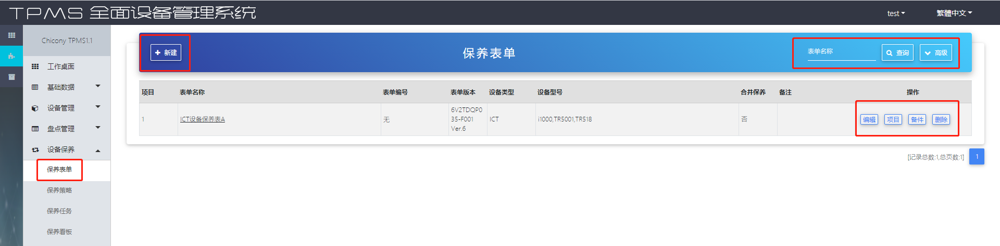 TPMS 全面设备管理系统
test
繁體中文
Chicony TPMS1.1
工作桌面
基础数据
设备管理
盘点管理
设备保养
保养表单
保养策略
保养任务
保养看板
新建
保养表单
表单名称
查询
高级
项目 表单名称 表单编号 表单版本 设备类型 设备型号 合并保养 备注 操作
1 ICT设备保养表A 无 6V2TDQP0
35-F001
Ver.6 ICT i1000,TR5001,TR518 否 编辑 项目 备件 删除
[记录总数:1,总页数:1] 1